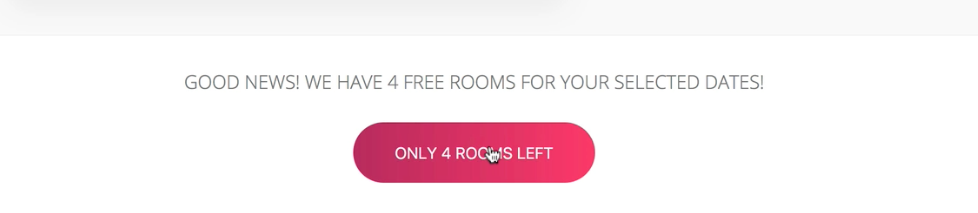 GOOD NEWS! WE HAVE 4 FREE ROOMS FOR YOUR SELECTED DATES!
ONLY 4 ROOMS LEFT